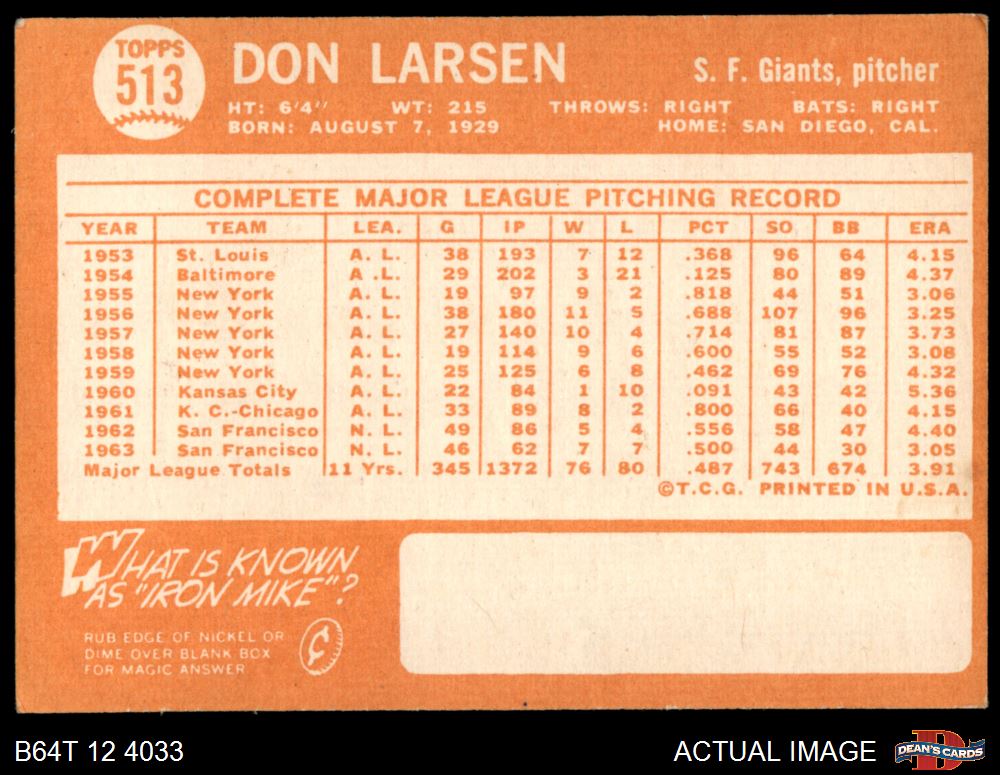 TOPPS
513
DON LARSEN
S. F. Giants, pitcher
HT: 6'4" WT: 215 THROWS: RIGHT BATS: RIGHT
BORN: AUGUST 7, 1929 HOME: SAN DIEGO, CAL.
COMPLETE MAJOR LEAGUE PITCHING RECORD
YEAR TEAM LEA. G IP W L PCT SO BB ERA
1953 St. Louis A. L. 38 193 7 12 .368 96 64 4.15
1954 Baltimore A .L. 29 202 3 21 .125 80 89 4.37
1955 New York A. L. 19 97 9 2 .818 44 51 3.06
1956 New York A. L. 38 180 11 5 .688 107 96 3.25
1957 New York A. L. 27 140 10 4 .714 81 87 3.73
1958 New York A. L. 19 114 9 6 .600 55 52 3.08
1959 New York A. L. 25 125 6 8 .462 69 76 4.32
1960 Kansas City A. L. 22 84 1 10 .091 43 42 5.36
1961 K. C.-Chicago A. L. 33 89 8 2 .800 66 40 4.15
1962 San Francisco N. L. 49 86 5 4 .556 58 47 4.40
1963 San Francisco N. L. 46 62 7 7 .500 44 30 3.05
Major League Totals 11 Yrs. 345 1372 76 80 .487 743 674 3.91
©T.C.G. PRINTED IN U.S.A.
WHAT IS KNOWN
AS "IRON MIKE"?
RUB EDGE OF NICKEL OR
DIME OVER BLANK BOX
FOR MAGIC ANSWER
¢
B64T 12 4033
ACTUAL IMAGE
DEAN'S CARDS